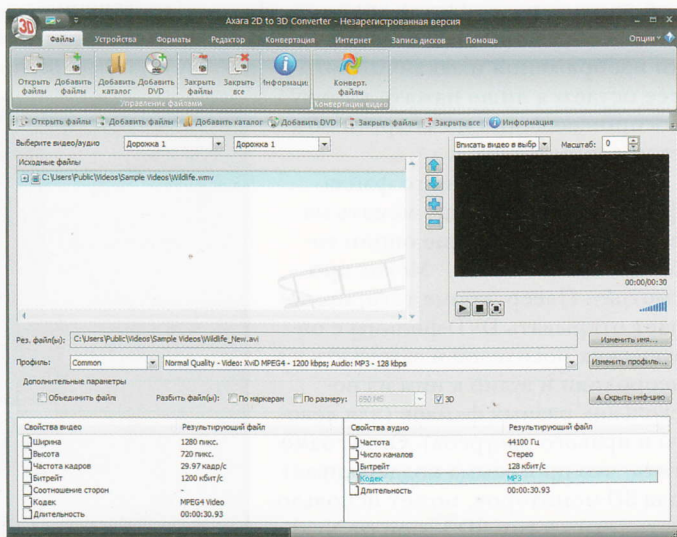 Axara 2D to 3D Converter - Незарегистрированная версия
3D
Файлы Устройства Форматы Редактор Конвертация Интернет Запись дисков Помощь Опции
Открыть файлы Добавить файлы Добавить каталог Добавить DVD Закрыть файлы Закрыть все Информаци Конверт. файлы
Управление файлами Конвертация видео
Открыть файлы Добавить файлы Добавить каталог Добавить DVD Закрыть файлы Закрыть все Информация
Выберите видео/аудио Дорожка 1 Дорожка 1 Вписать видео в выбр Масштаб: 0
Исходные файлы
C:\Users\Public\Videos\Sample Videos\Wildlife.wmv
00:00/00:30
Рез. файл(ы): C:\Users\Public\Videos\Sample Videos\Wildlife_New.avi Изменить имя...
Профиль: Common Normal Quality - Video: XviD MPEG4 - 1200 kbps; Audio: MP3 - 128 kbps Изменить профиль...
Дополнительные параметры
Объединить файлы Разбить файл(ы): По маркерам По размеру: 650 Мб 3D Скрыть инф-цию
Свойства видео Результирующий файл Свойства аудио Результирующий файл
Ширина 1280 пикс. Частота 44100 Гц
Высота 720 пикс. Число каналов Стерео
Частота кадров 29.97 кадр/с Битрейт 128 кбит/с
Битрейт 1200 кбит/с Кодек MP3
Соотношение сторон - Длительность 00:00:30.93
Кодек MPEG4 Video
Длительность 00:00:30.93